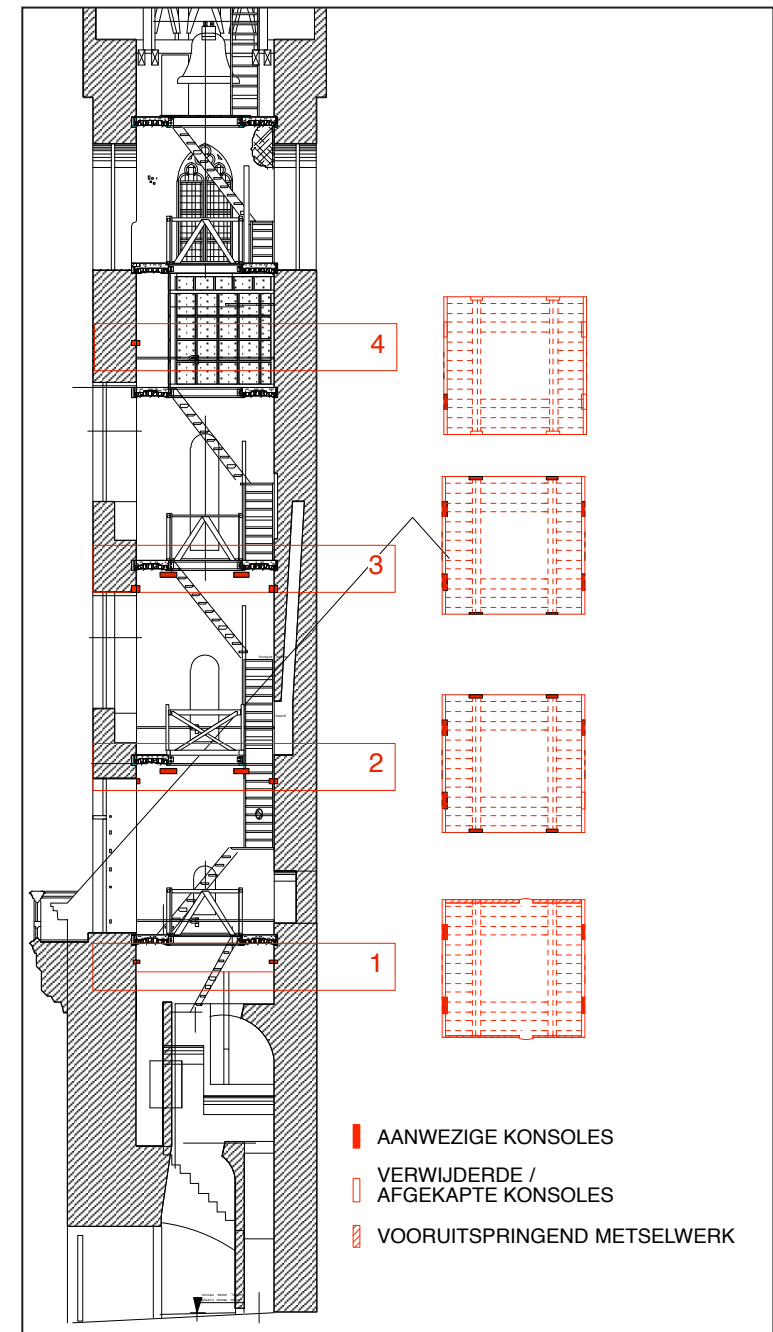 4
3
2
1
AANWEZIGE KONSOLES
VERWIJDERDE /
AFGEKAPTE KONSOLES
VOORUITSPRINGEND METSELWERK